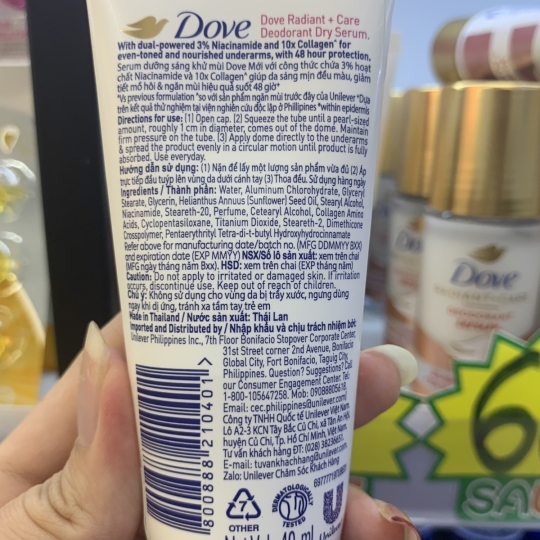 Dove Dove Radiant + Care
Deodorant Dry Serum.
With dual-powered 3% Niacinamide and 10x Collagen^ for
even-toned and nourished underarms, with 48 hour protection.
Serum dưỡng sáng khử mùi Dove Mới với công thức chứa 3% hoạt
chất Niacinamide và 10x Collagen^ giúp da sáng mịn đều màu, giảm
tiết mồ hôi & ngăn mùi hiệu quả suốt 48 giờ*
^Vs previous formulation ^so với sản phẩm ngăn mùi trước đây của Unilever *Dựa
trên kết quả thử nghiệm tại viện nghiên cứu độc lập ở Phillipines *within epidermis
Directions for use: (1) Open cap. (2) Squeeze the tube until a pearl-sized
amount, roughly 1 cm in diameter, comes out of the dome. Maintain
firm pressure on the tube. (3) Apply dome directly to the underarms
& spread the product evenly in a circular motion until product is fully
absorbed. Use everyday.
Hướng dẫn sử dụng: (1) Nặn để lấy một lượng sản phẩm vừa đủ (2) Áp
trực tiếp đầu tuýp lên vùng da dưới cánh tay (3) Thoa đều. Sử dụng hàng ngày
Ingredients / Thành phần: Water, Aluminum Chlorohydrate, Glyceryl
Stearate, Glycerin, Helianthus Annuus (Sunflower) Seed Oil, Stearyl Alcohol,
Niacinamide, Steareth-20, Perfume, Cetearyl Alcohol, Collagen Amino
Acids, Cyclopentasiloxane, Titanium Dioxide, Steareth-2, Dimethicone
Crosspolymer, Pentaerythrityl Tetra-di-t-butyl Hydroxyhydrocinnamate
Refer above for manufacturing date/batch no. (MFG DDMMYY BXX)
and expiration date (EXP MMYY) NSX/Số lô sản xuất: xem trên chai
(MFG ngày tháng năm Bxx). HSD: xem trên chai (EXP tháng năm)
Caution: Do not apply to irritated or damaged skin. If irritation
occurs, discontinue use. Keep out of reach of children.
Chú ý: Không sử dụng cho vùng da bị trầy xước, ngưng dùng
ngay khi dị ứng, tránh xa tầm tay trẻ em
Made in Thailand / Nước sản xuất: Thái Lan
Imported and Distributed by / Nhập khẩu và chịu trách nhiệm bởi:
Unilever Philippines Inc., 7th Floor Bonifacio Stopover Corporate Center,
31st Street corner 2nd Avenue, Bonifacio
Global City, Fort Bonifacio, Taguig City,
Philippines. Question? Suggestions? Call
our Consumer Engagement Center. Tel:
1-800-105647258. Mob:
Email: cec.philippines@unilever.com
Công ty TNHH Quốc tế Unilever Việt Nam,
Lô A2-3 KCN Tây Bắc Củ Chi, xã Tân An Hội,
huyện Củ Chi, Tp. Hồ Chí Minh, Việt Nam.
Tư vấn khách hàng ĐT: (028)
E-mail: tuvankhachhang@unilever.com
Zalo: Unilever Chăm Sóc Khách Hàng
8 800888 210401
7
OTHER
DERMATOLOGICALLY
TESTED
Unilever
40 ml
Dove
SA